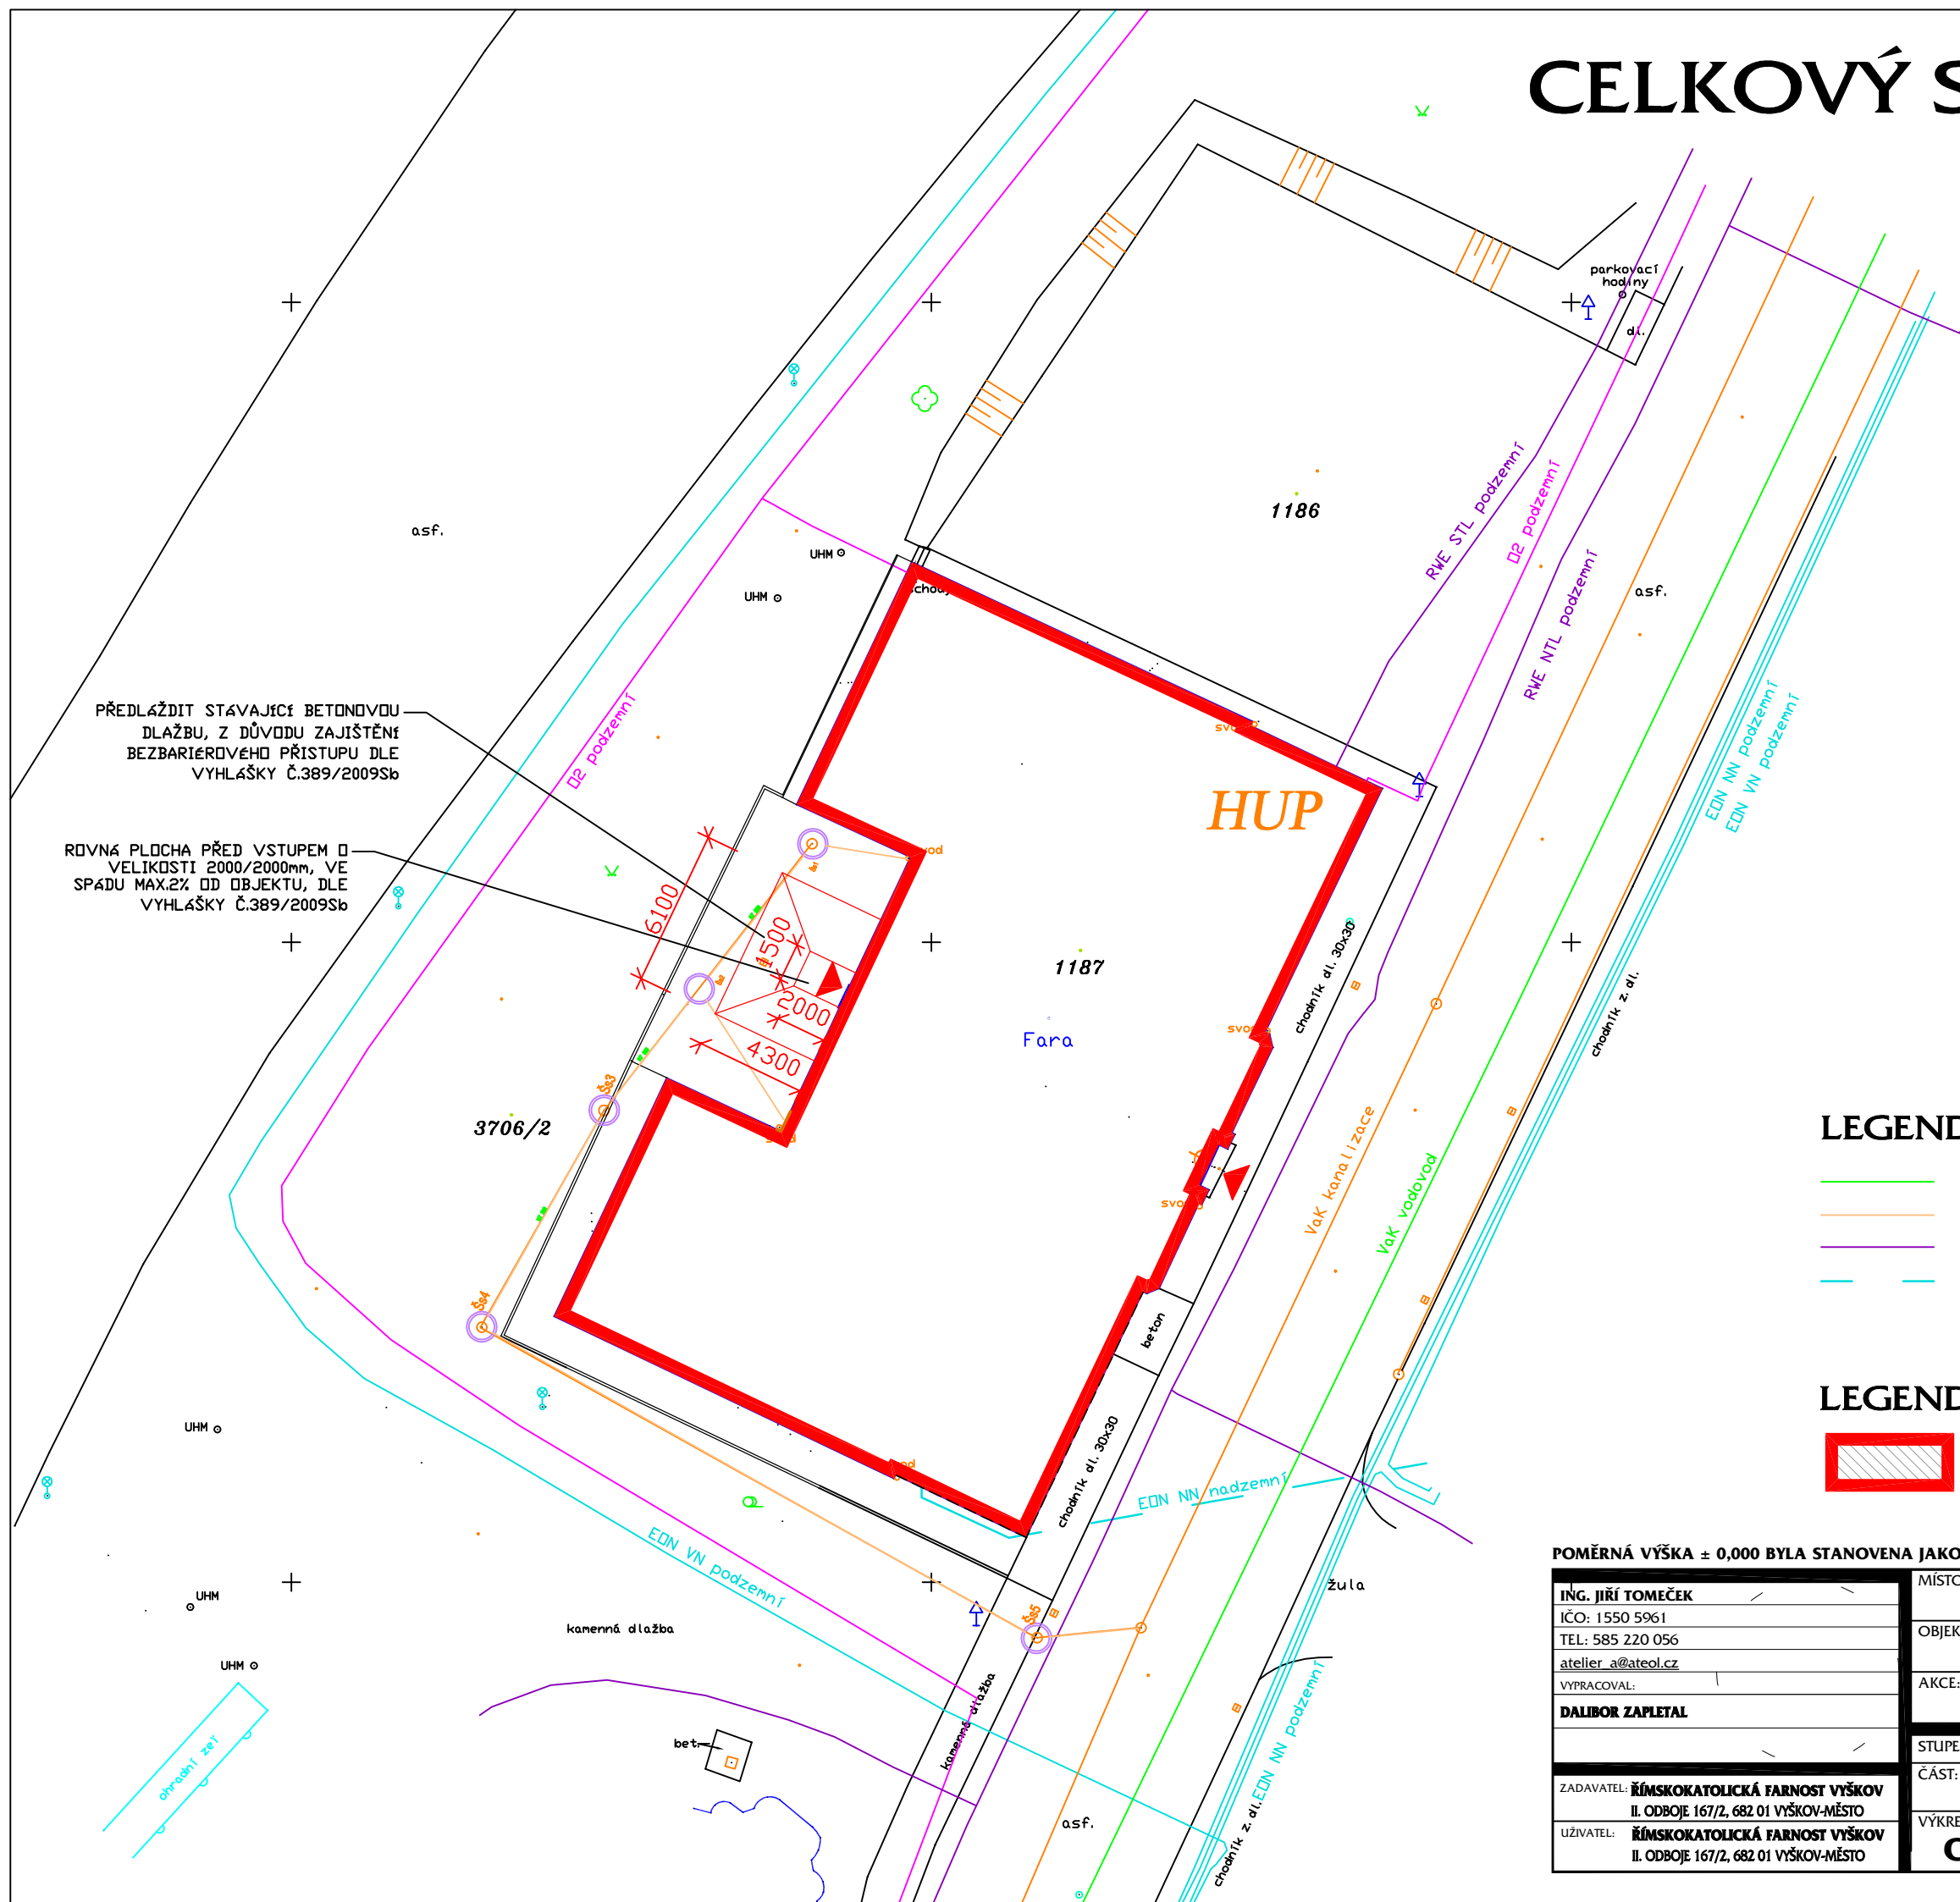 CELKOVÝ S
parkovací
hodiny
dl.
1186
asf.
UHM
UHM
RWE STL podzemní
O2 podzemní
RWE NTL podzemní
asf.
PŘEDLÁŽDIT STÁVAJÍCÍ BETONOVOU
DLAŽBU, Z DŮVODU ZAJIŠTĚNÍ
BEZBARIÉROVÉHO PŘÍSTUPU DLE
VYHLÁŠKY Č.389/2009Sb
O2 podzemní
EON NN podzemní
EON VN podzemní
HUP
ROVNÁ PLOCHA PŘED VSTUPEM O
VELIKOSTI 2000/2000mm, VE
SPÁDU MAX.2% OD OBJEKTU, DLE
VYHLÁŠKY Č.389/2009Sb
6100
1500
2000
4300
1187
Fara
chodník dl. 30x30
chodník z. dl.
Šs3
3706/2
LEGEND
VaK kanalizace
VaK vodovod
Šs4
beton
LEGEND
UHM
chodník dl. 30x30
EON NN nadzemní
EON VN podzemní
žula
UHM
Šs5
kamenná dlažba
UHM
kamenná dlažba
EON NN podzemní
ohradní zeď
bet.
asf.
chodník z. dl.
POMĚRNÁ VÝŠKA ± 0,000 BYLA STANOVENA JAKO
ING. JIŘÍ TOMEČEK
IČO: 1550 5961
TEL: 585 220 056
atelier_a@ateol.cz
VYPRACOVAL:
DALIBOR ZAPLETAL
ZADAVATEL: ŘÍMSKOKATOLICKÁ FARNOST VYŠKOV
II. ODBOJE 167/2, 682 01 VYŠKOV-MĚSTO
UŽIVATEL: ŘÍMSKOKATOLICKÁ FARNOST VYŠKOV
II. ODBOJE 167/2, 682 01 VYŠKOV-MĚSTO
MÍSTO
OBJEK
AKCE:
STUPE
ČÁST:
VÝKRE